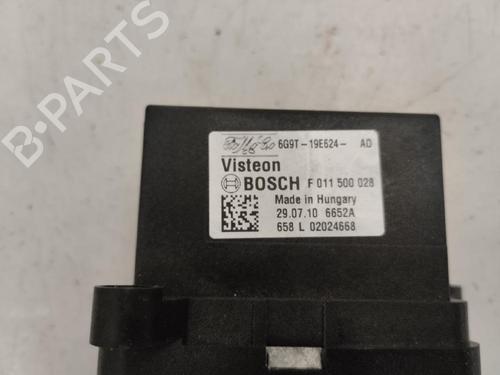 6G9T-19E624- AD
Visteon
BOSCH F 011 500 028
Made in Hungary
29.07.10 6652A
658 L 02024668
B-PARTS